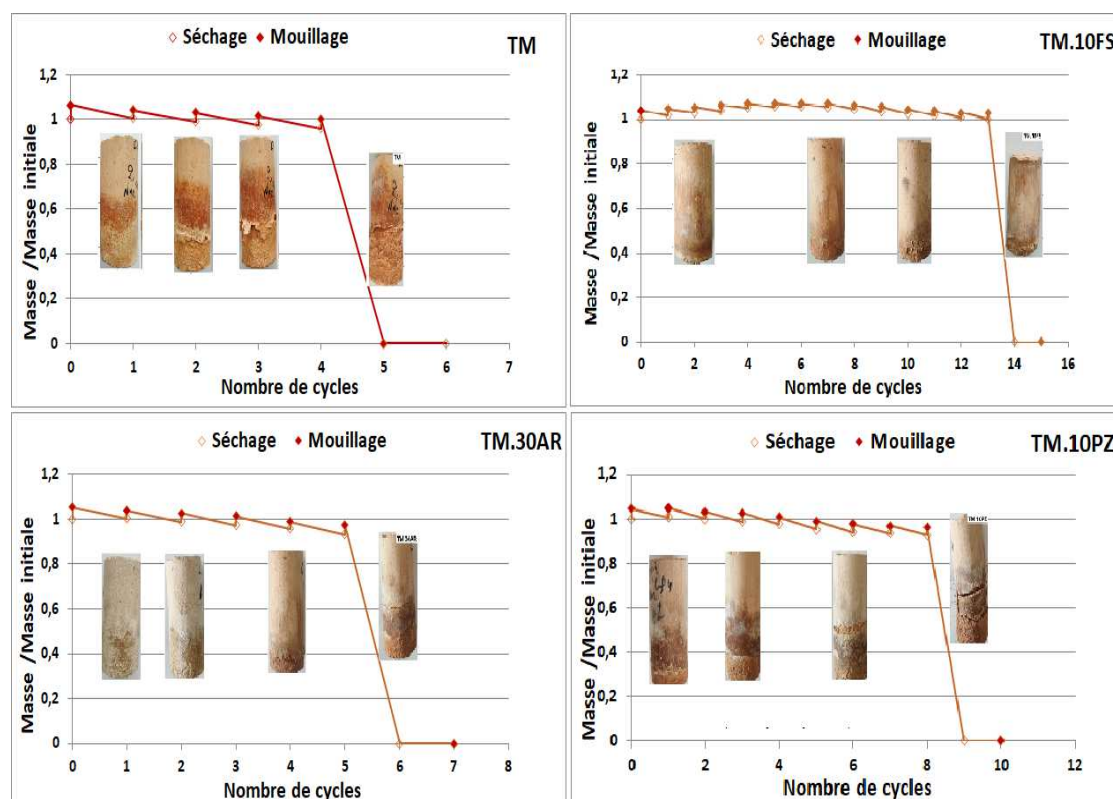 Séchage Mouillage
TM
1,2
1
0,8
0,6
0,4
0,2
0
0 1 2 3 4 5 6 7
Masse /Masse initiale
Nombre de cycles
Séchage Mouillage
TM.10FS
1,2
1
0,8
0,6
0,4
0,2
0
0 2 4 6 8 10 12 14 16
Masse /Masse initiale
Nombre de cycles
Séchage Mouillage
TM.30AR
1,2
1
0,8
0,6
0,4
0,2
0
0 1 2 3 4 5 6 7 8
Masse /Masse initiale
Nombre de cycles
TM.30AR
Séchage Mouillage
TM.10PZ
1,2
1
0,8
0,6
0,4
0,2
0
0 2 4 6 8 10 12
Masse /Masse initiale
Nombre de cycles
TM.10PZ